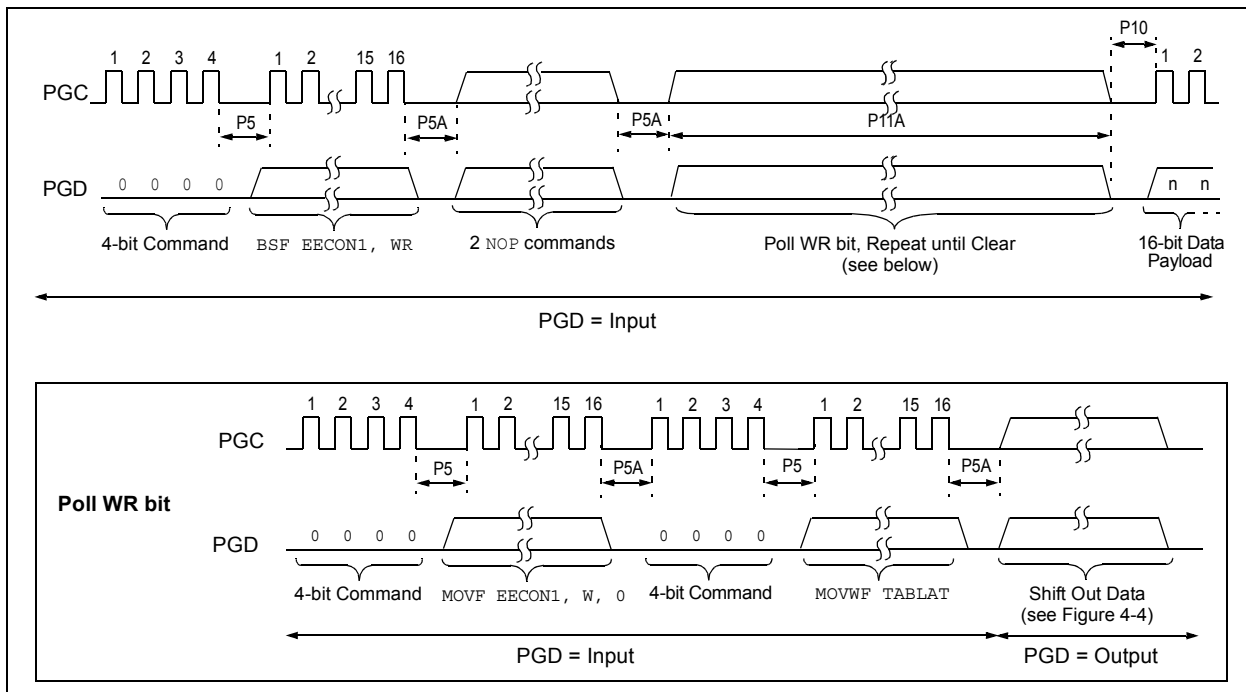 P10
1 2 3 4 1 2 15 16 1 2
PGC
P5 P5A P5A P11A
PGD 0 0 0 0 n n
4-bit Command BSF EECON1, WR 2 NOP commands Poll WR bit, Repeat until Clear 16-bit Data
(see below) Payload
PGD = Input
1 2 3 4 1 2 15 16 1 2 3 4 1 2 15 16
PGC
P5 P5A P5 P5A
Poll WR bit
PGD 0 0 0 0 0 0 0 0
4-bit Command MOVF EECON1, W, 0 4-bit Command MOVWF TABLAT Shift Out Data
(see Figure 4-4)
PGD = Input PGD = Output